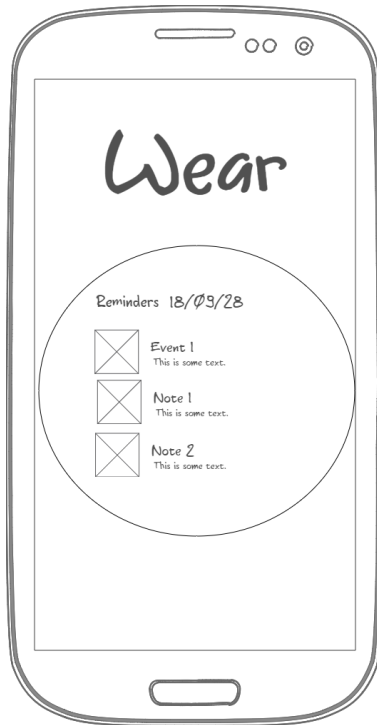 Wear
Reminders 18/09/28
Event 1
This is some text.
Note 1
This is some text.
Note 2
This is some text.